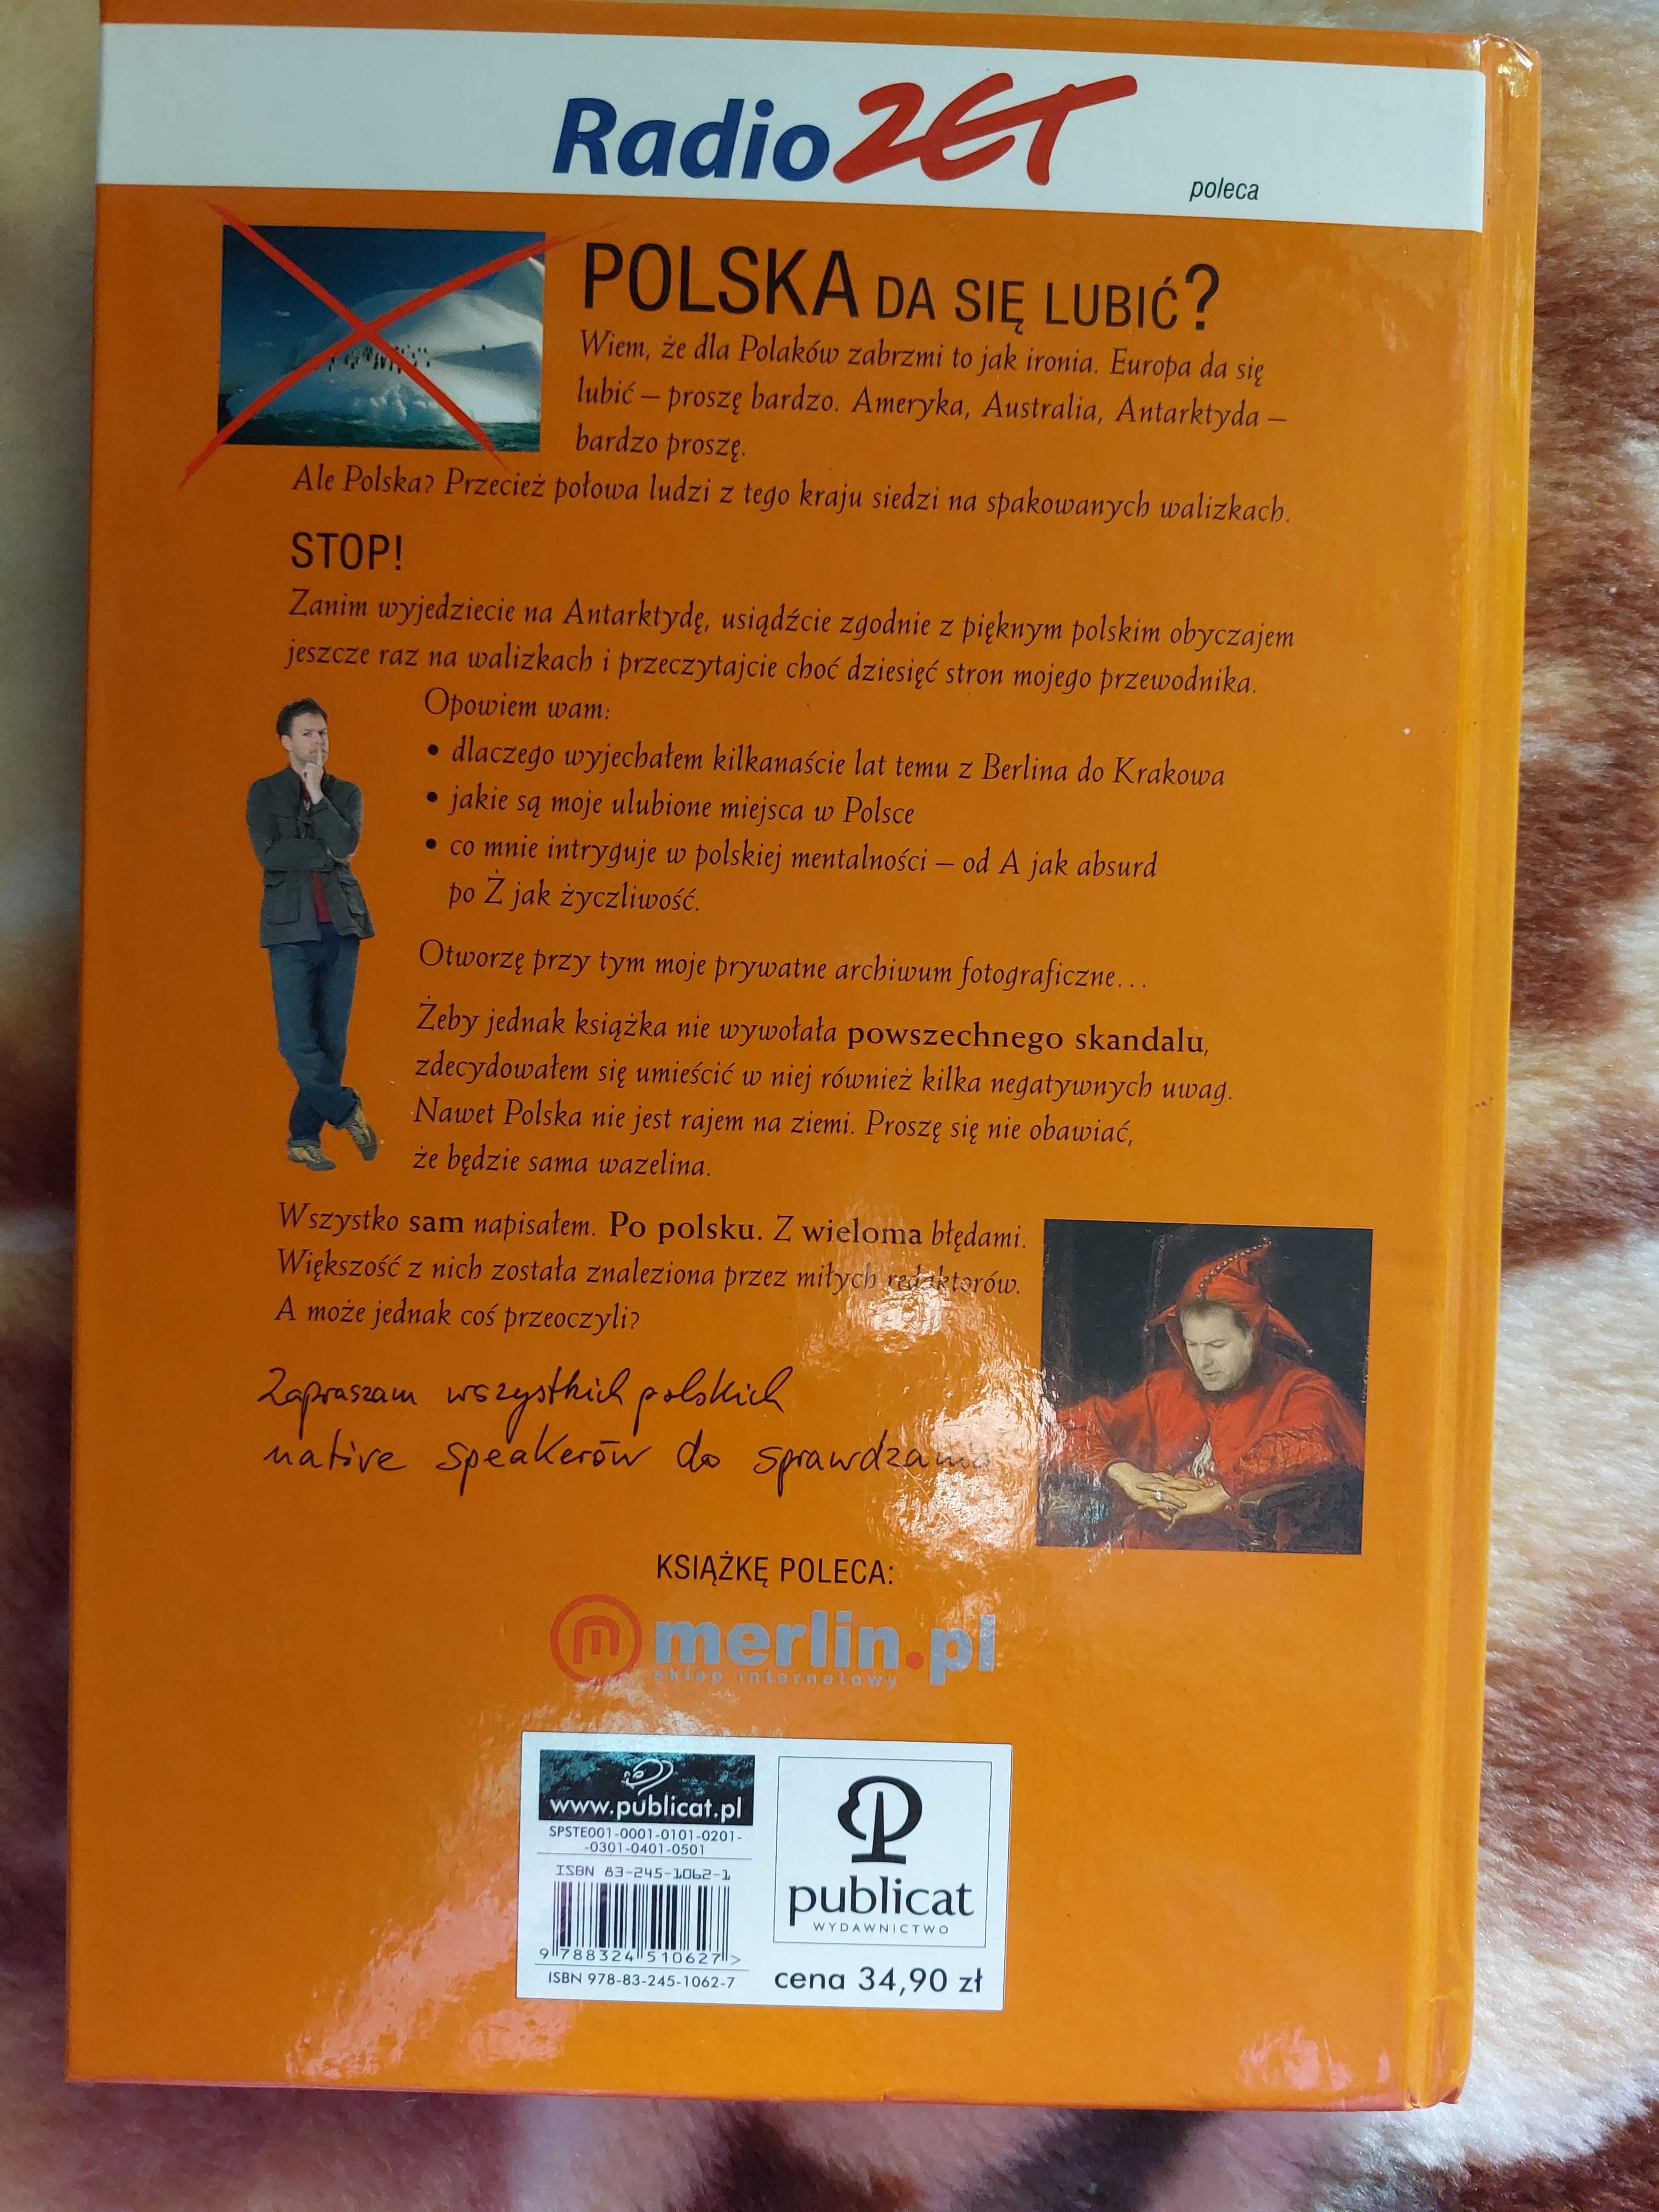 Radio ZET
poleca
POLSKA DA SIĘ LUBIĆ?
Wiem, że dla Polaków zabrzmi to jak ironia. Europa da się
lubić – proszę bardzo. Ameryka, Australia, Antarktyda –
bardzo proszę.
Ale Polska? Przecież połowa ludzi z tego kraju siedzi na spakowanych walizkach.
STOP!
Zanim wyjedziecie na Antarktydę, usiądźcie zgodnie z pięknym polskim obyczajem
jeszcze raz na walizkach i przeczytajcie choć dziesięć stron mojego przewodnika.
Opowiem wam:
• dlaczego wyjechałem kilkanaście lat temu z Berlina do Krakowa
• jakie są moje ulubione miejsca w Polsce
• co mnie intryguje w polskiej mentalności – od A jak absurd
po Ż jak życzliwość.
Otworzę przy tym moje prywatne archiwum fotograficzne...
Żeby jednak książka nie wywołała powszechnego skandalu,
zdecydowałem się umieścić w niej również kilka negatywnych uwag.
Nawet Polska nie jest rajem na ziemi. Proszę się nie obawiać,
że będzie sama wazelina.
Wszystko sam napisałem. Po polsku. Z wieloma błędami.
Większość z nich została znaleziona przez miłych redaktorów.
A może jednak coś przeoczyli?
Zapraszam wszystkich polskich
native speakerów do sprawdzania
KSIĄŻKĘ POLECA:
merlin.pl
sklep internetowy
www.publicat.pl
SPSTE001-0001-0101-0201-
-0301-0401-0501
ISBN 83-245-1062-1
9 788324 510627 >
ISBN 978-83-245-1062-7
publicat
WYDAWNICTWO
cena 34,90 zł